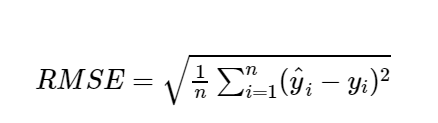 $RMSE = \sqrt{\frac{1}{n} \sum_{i=1}^{n} (\hat{y}_i - y_i)^2}$